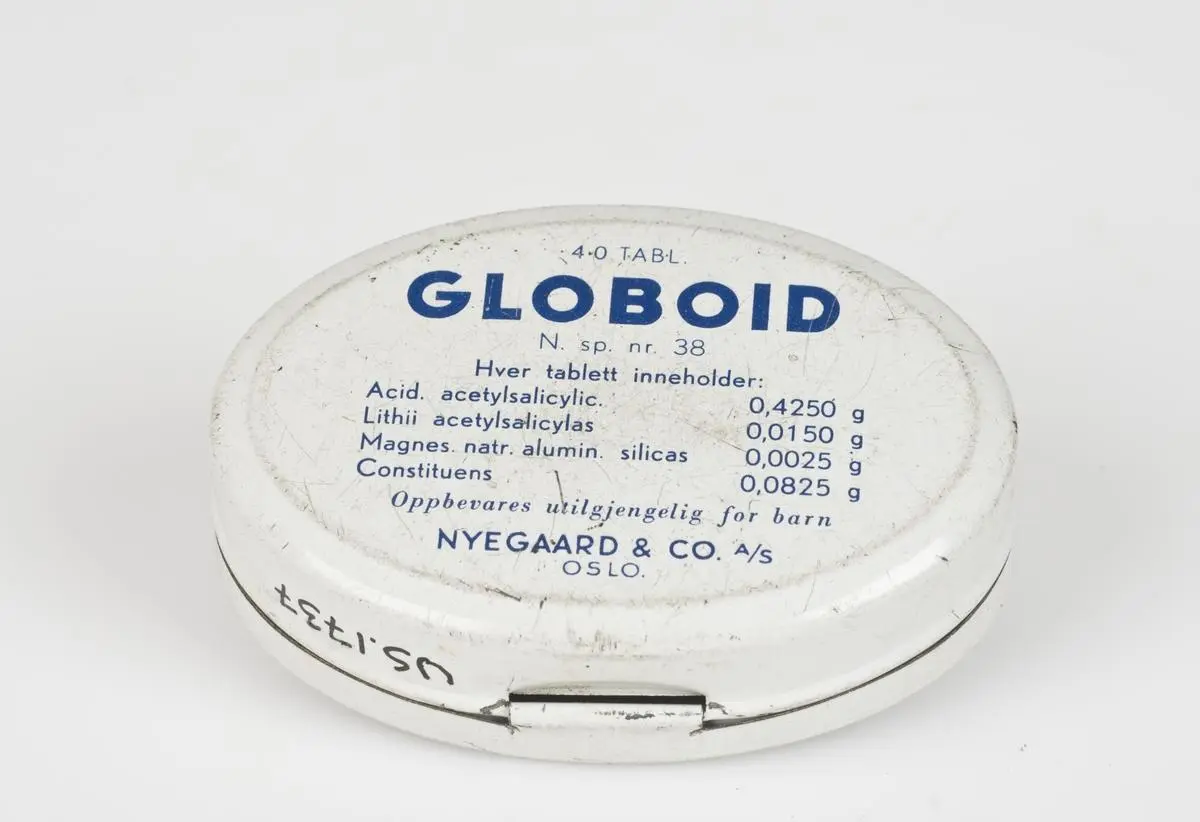 40 TABL.
GLOBOID
N. sp. nr. 38
Hver tablett inneholder:
Acid. acetylsalicylic. 0,4250 g
Lithii acetylsalicylas 0,0150 g
Magnes. natr. alumin. silicas 0,0025 g
Constituens 0,0825 g
Oppbevares utilgjengelig for barn
NYEGAARD & CO. A/S
OSLO.
US.1737